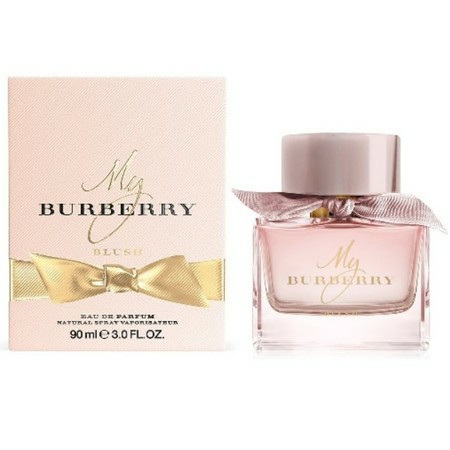 My
BURBERRY
BLUSH
EAU DE PARFUM
NATURAL SPRAY VAPORISATEUR
90 ml ℮ 3.0 FL.OZ.
My
BURBERRY